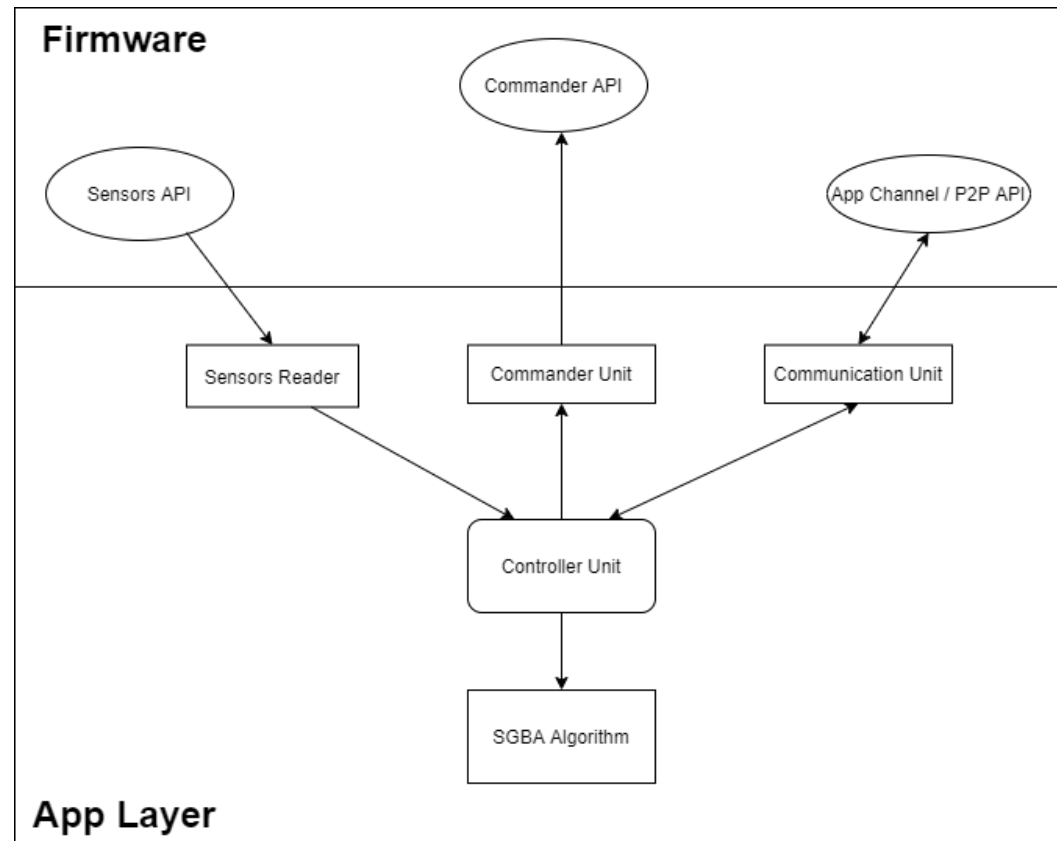 Firmware
Commander API
Sensors API
App Channel / P2P API
Sensors Reader
Commander Unit
Communication Unit
Controller Unit
SGBA Algorithm
App Layer